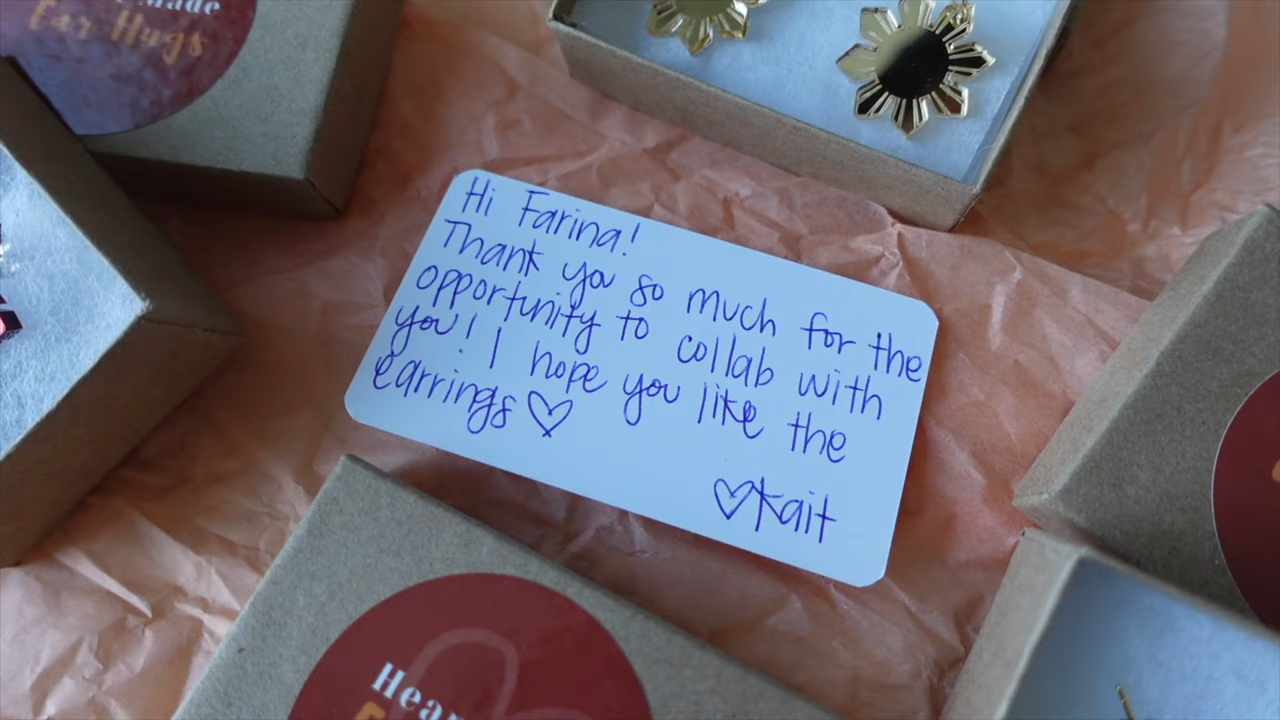 MADE
Ear Hugs
Hi Farina!
Thank you so much for the
opportunity to collab with
you! I hope you like the
earrings ♡
♡Kait